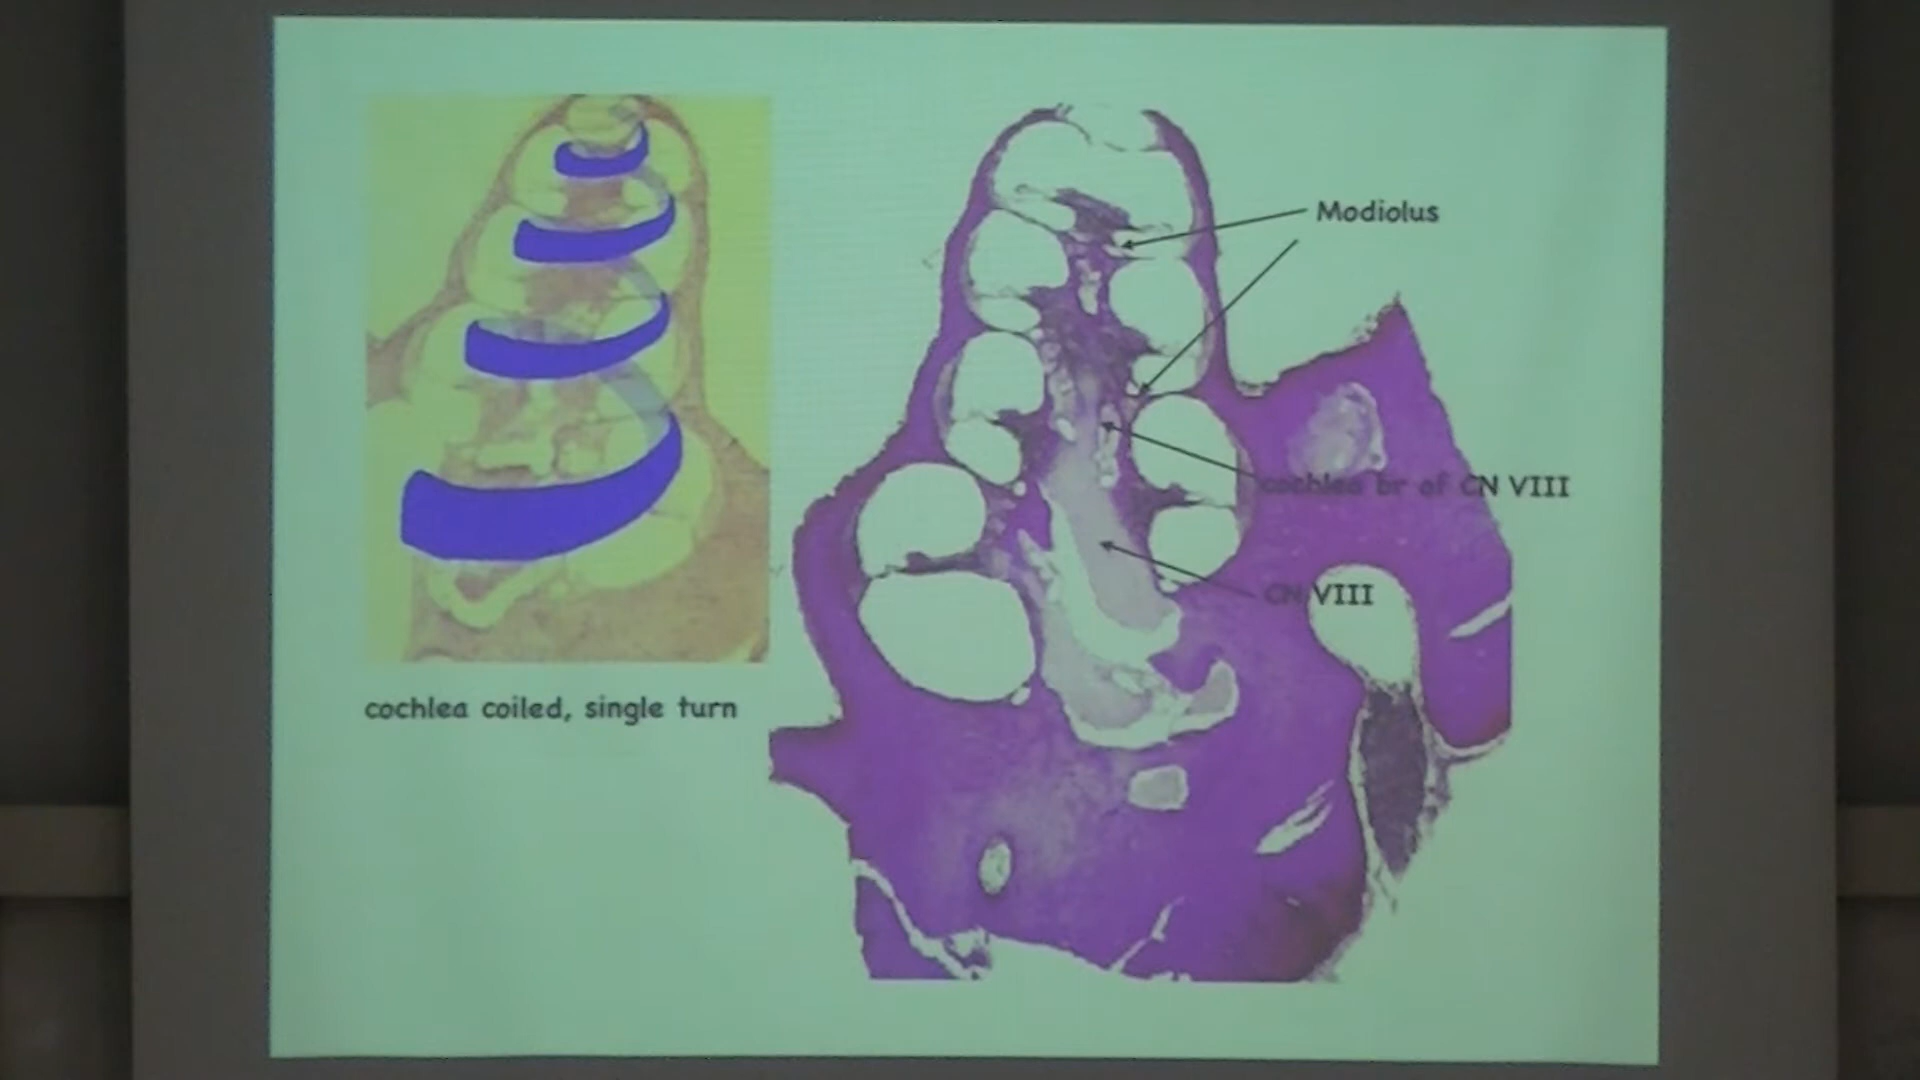 Modiolus
cochlea br of CN VIII
CN VIII
cochlea coiled, single turn